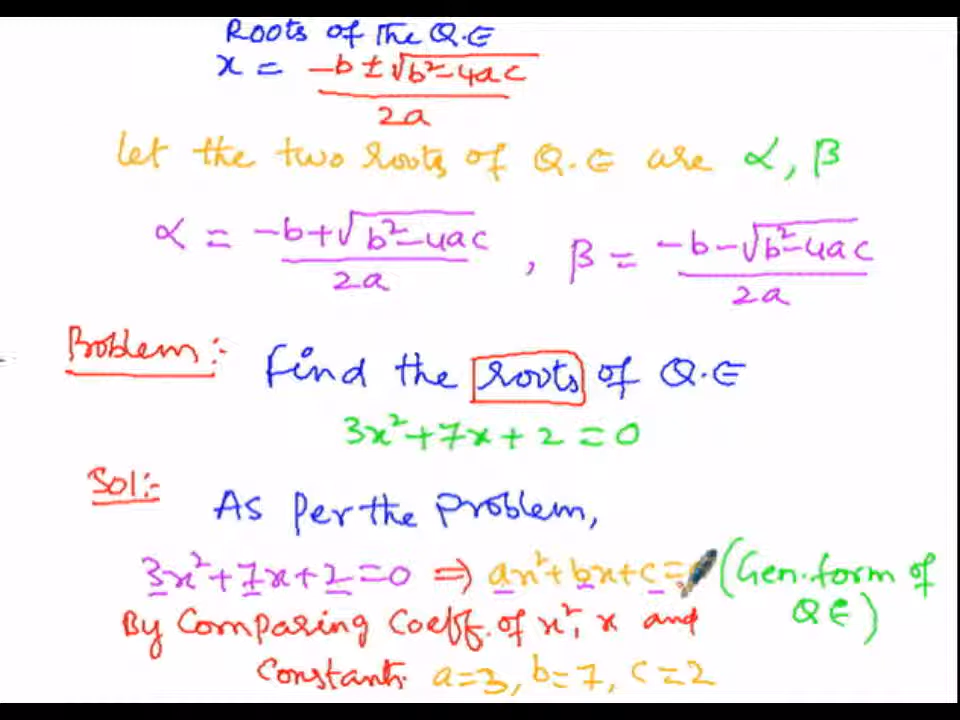 Roots of The Q.E
x = -b ± √b²-4ac / 2a
let the two roots of Q.E are α, β
α = -b+√b²-4ac / 2a , β = -b-√b²-4ac / 2a
Problem:-
Find the roots of Q.E
3x²+7x+2=0
Sol:-
As Per the Problem,
3x²+7x+2=0 ⇒ ax²+bx+c= (Gen. form of QE)
By Comparing Coeff. of x², x and
Constant. a=3, b=7, c=2